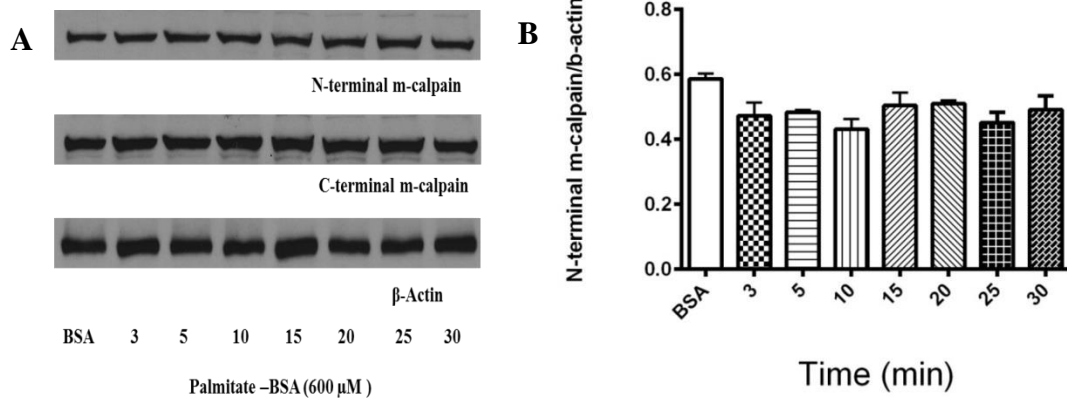 A
N-terminal m-calpain
C-terminal m-calpain
β-Actin
BSA 3 5 10 15 20 25 30
Palmitate –BSA (600 µM )
B
N-terminal m-calpain/b-actin
0.8
0.6
0.4
0.2
0.0
BSA 3 5 10 15 20 25 30
Time (min)